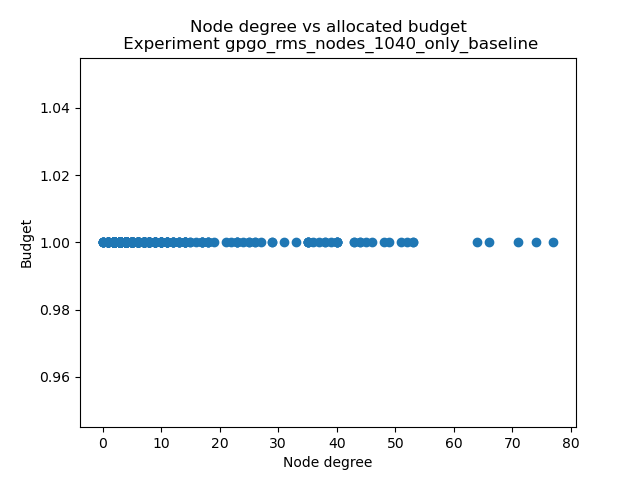 Node degree vs allocated budget
Experiment gpgo_rms_nodes_1040_only_baseline
1.04
1.02
1.00
0.98
0.96
Budget
0 10 20 30 40 50 60 70 80
Node degree